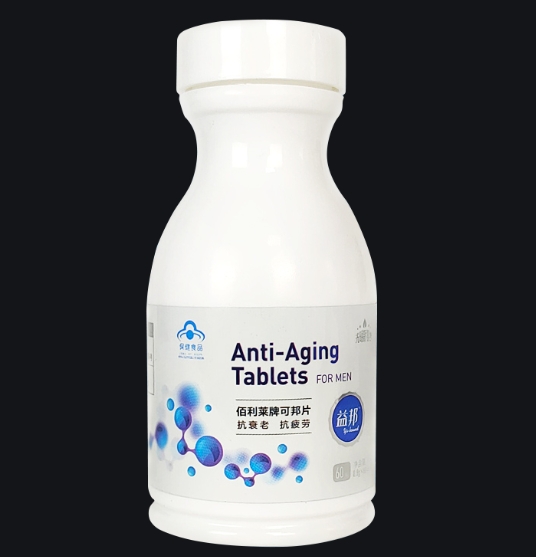 保健食品
Anti-Aging
Tablets FOR MEN
佰利莱牌可邦片
抗衰老 抗疲劳
益邦
60